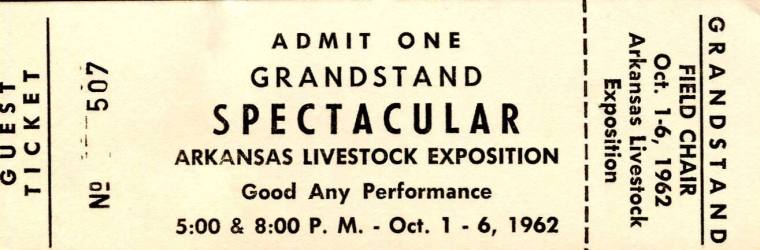 GUEST
TICKET
Nº 507
ADMIT ONE
GRANDSTAND
SPECTACULAR
ARKANSAS LIVESTOCK EXPOSITION
Good Any Performance
5:00 & 8:00 P. M. - Oct. 1 - 6, 1962
GRANDSTAND
FIELD CHAIR
Oct. 1-6, 1962
Arkansas Livestock
Exposition